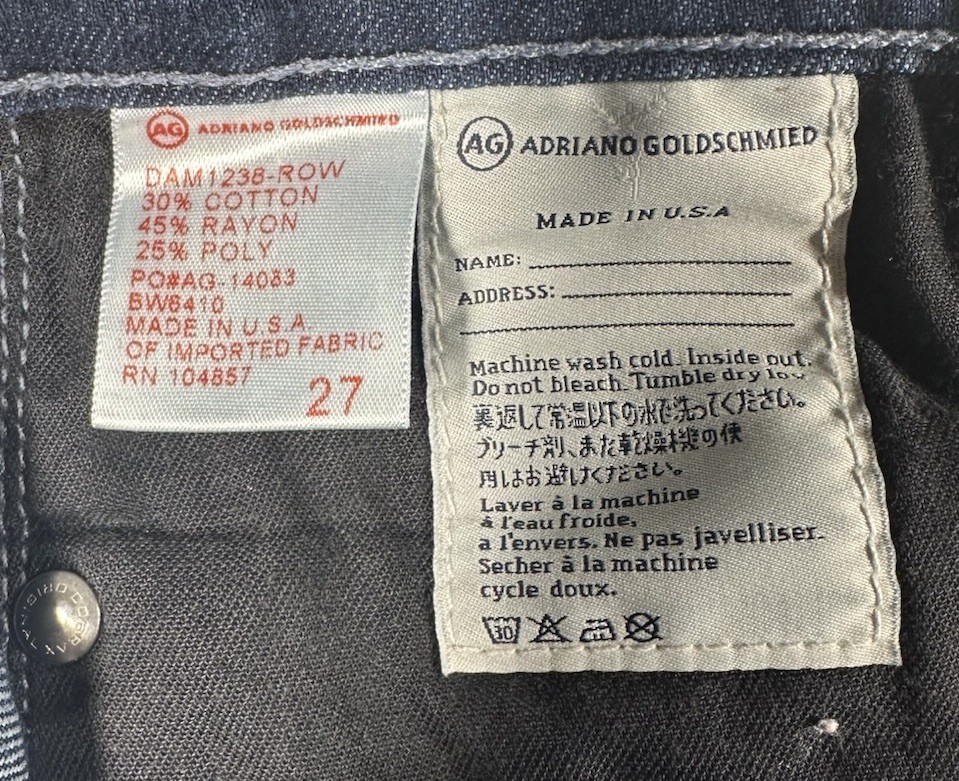 AG ADRIANO GOLDSCHMIED
DAM1238-ROW
30% COTTON
45% RAYON
25% POLY
PO#AG-14083
BW6410
MADE IN U.S.A.
OF IMPORTED FABRIC
RN 104857
27
AG ADRIANO GOLDSCHMIED
MADE IN U.S.A
NAME:
ADDRESS:
Machine wash cold. Inside out.
Do not bleach. Tumble dry low
裏返して常温以下の水で洗ってください。
ブリーチ剤、また乾燥機の使
用はお避けください。
Laver à la machine
à l'eau froide,
a l'envers. Ne pas javelliser.
Secher à la machine
cycle doux.
30